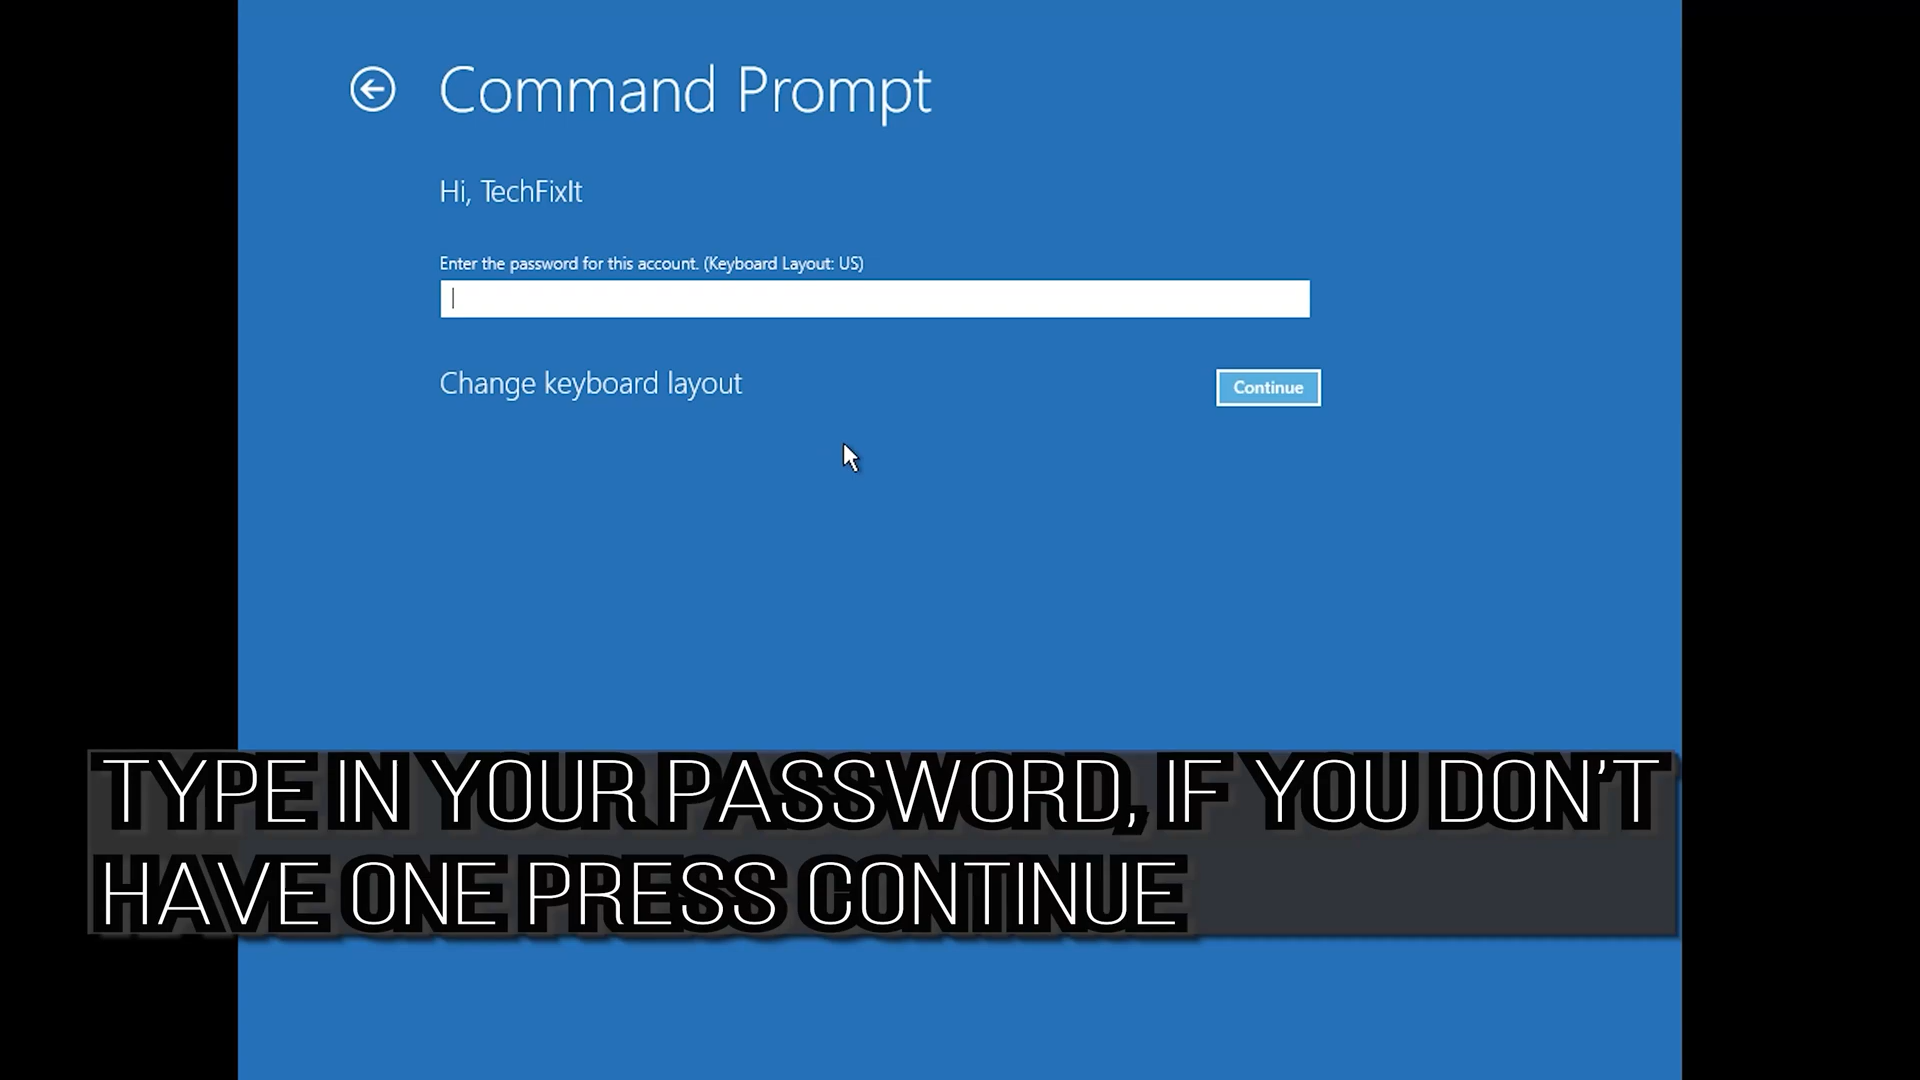 Command Prompt
Hi, TechFixIt
Enter the password for this account. (Keyboard Layout: US)
Change keyboard layout
Continue
TYPE IN YOUR PASSWORD, IF YOU DON'T
HAVE ONE PRESS CONTINUE